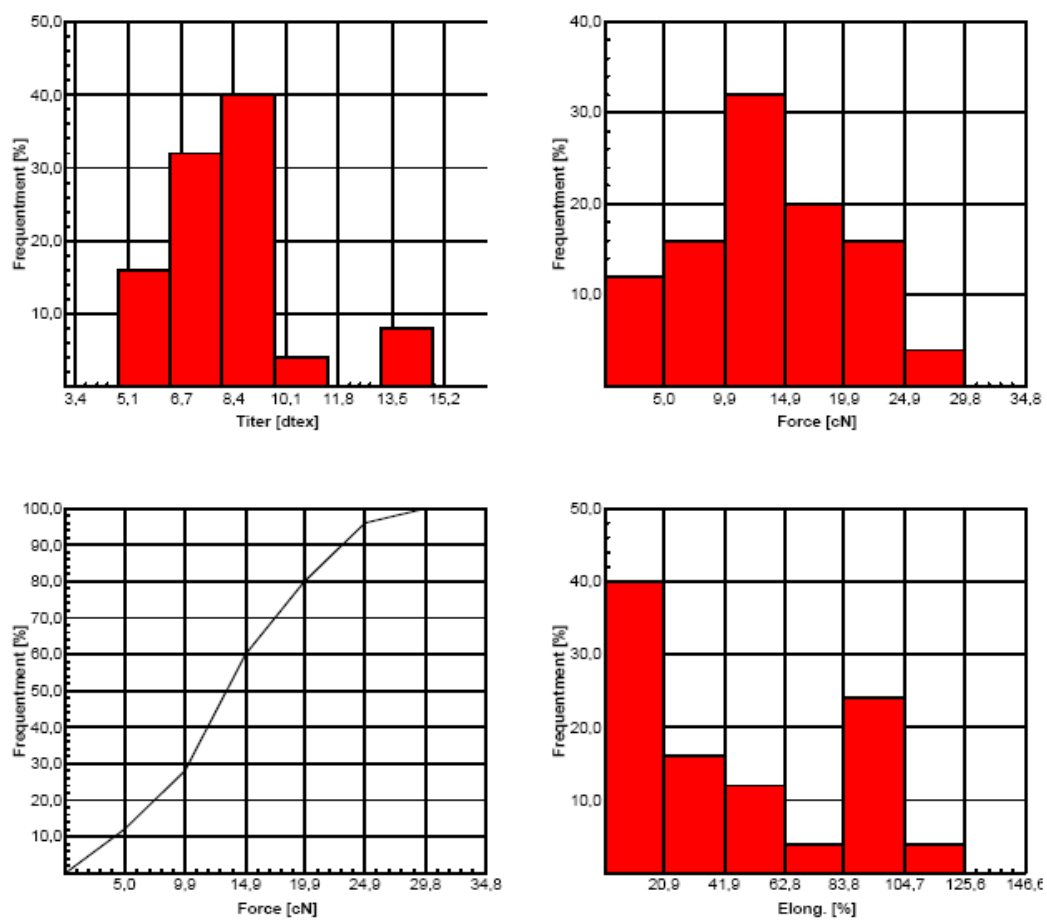 50,0
40,0
30,0
20,0
10,0
Frequentment [%]
3,4 5,1 6,7 8,4 10,1 11,8 13,5 15,2
Titer [dtex]
40,0
30,0
20,0
10,0
Frequentment [%]
5,0 9,9 14,9 19,9 24,9 29,8 34,8
Force [cN]
100,0
90,0
80,0
70,0
60,0
50,0
40,0
30,0
20,0
10,0
Frequentment [%]
5,0 9,9 14,9 19,9 24,9 29,8 34,8
Force [cN]
50,0
40,0
30,0
20,0
10,0
Frequentment [%]
20,9 41,9 62,8 83,8 104,7 125,6 146,6
Elong. [%]